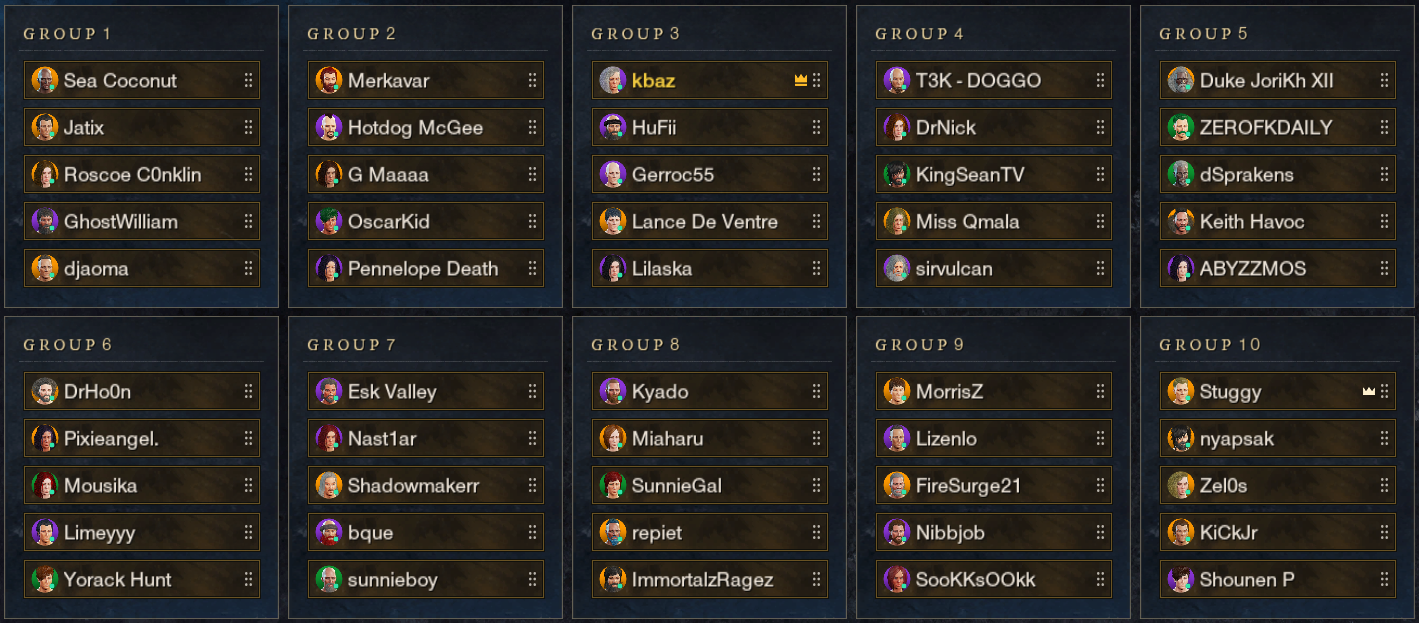 GROUP 1
Sea Coconut
Jatix
Roscoe C0nklin
GhostWilliam
djaoma
GROUP 2
Merkavar
Hotdog McGee
G Maaaa
OscarKid
Pennelope Death
GROUP 3
kbaz
HuFii
Gerroc55
Lance De Ventre
Lilaska
GROUP 4
T3K - DOGGO
DrNick
KingSeanTV
Miss Qmala
sirvulcan
GROUP 5
Duke JoriKh XII
ZEROFKDAILY
dSprakens
Keith Havoc
ABYZZMOS
GROUP 6
DrHo0n
Pixieangel.
Mousika
Limeyyy
Yorack Hunt
GROUP 7
Esk Valley
Nast1ar
Shadowmakerr
bque
sunnieboy
GROUP 8
Kyado
Miaharu
SunnieGal
repiet
ImmortalzRagez
GROUP 9
MorrisZ
Lizenlo
FireSurge21
Nibbjob
SooKKsOOkk
GROUP 10
Stuggy
nyapsak
Zel0s
KiCkJr
Shounen P